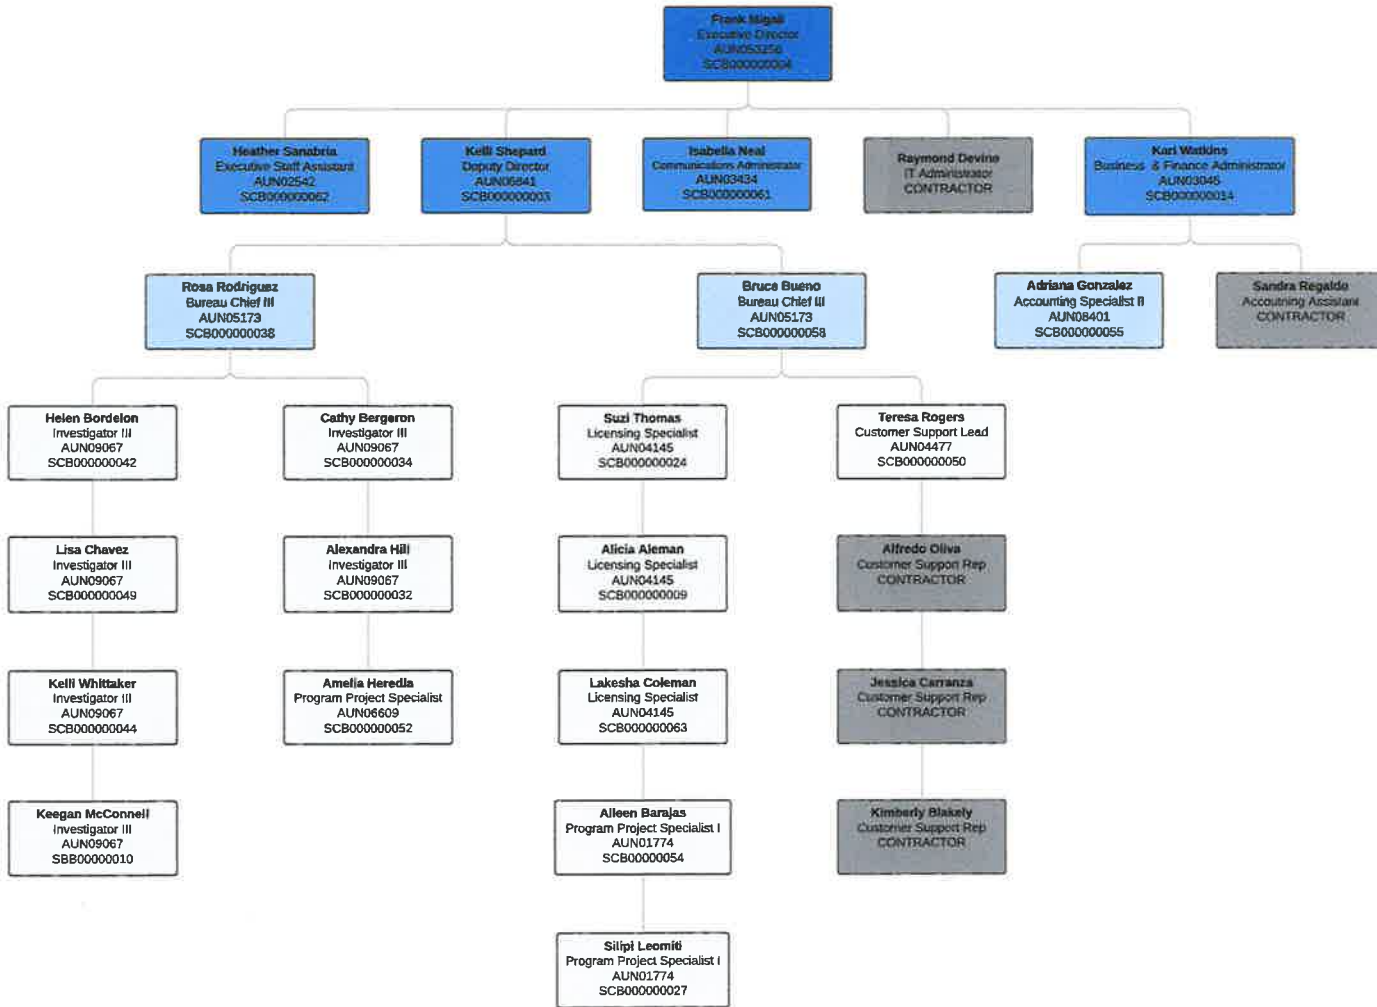 Frank Migali
Executive Director
AUN053256
SCB000000004
Heather Sanabria
Executive Staff Assistant
AUN02542
SCB000000062
Kelli Shepard
Deputy Director
AUN06841
SCB000000003
Isabella Neal
Communications Administrator
AUN03434
SCB000000061
Raymond Devine
IT Administrator
CONTRACTOR
Kari Watkins
Business & Finance Administrator
AUN03045
SCB000000014
Rosa Rodriguez
Bureau Chief III
AUN05173
SCB000000038
Bruce Bueno
Bureau Chief III
AUN05173
SCB000000058
Adriana Gonzalez
Accounting Specialist II
AUN08401
SCB000000055
Sandra Regaldo
Accoutning Assistant
CONTRACTOR
Helen Bordelon
Investigator III
AUN09067
SCB000000042
Cathy Bergeron
Investigator III
AUN09067
SCB000000034
Suzi Thomas
Licensing Specialist
AUN04145
SCB000000024
Teresa Rogers
Customer Support Lead
AUN04477
SCB000000050
Lisa Chavez
Investigator III
AUN09067
SCB000000049
Alexandra Hill
Investigator III
AUN09067
SCB000000032
Alicia Aleman
Licensing Specialist
AUN04145
SCB000000009
Alfredo Oliva
Customer Support Rep
CONTRACTOR
Kelli Whittaker
Investigator III
AUN09067
SCB000000044
Amelia Heredia
Program Project Specialist
AUN06609
SCB000000052
Lakesha Coleman
Licensing Specialist
AUN04145
SCB000000063
Jessica Carranza
Customer Support Rep
CONTRACTOR
Keegan McConnell
Investigator III
AUN09067
SBB00000010
Aileen Barajas
Program Project Specialist I
AUN01774
SCB00000054
Kimberly Blakely
Customer Support Rep
CONTRACTOR
Silipi Leomiti
Program Project Specialist I
AUN01774
SCB000000027